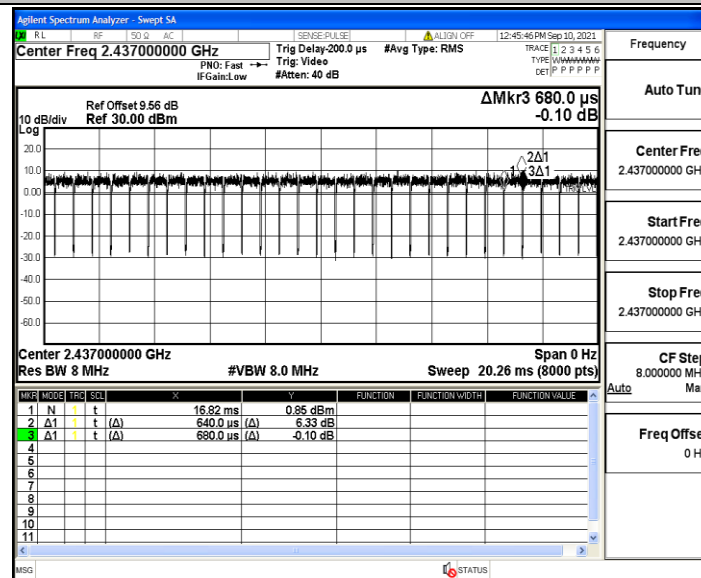 Agilent Spectrum Analyzer - Swept SA
RL RF 50 Ω AC SENSE:PULSE ALIGN OFF 12:45:46 PM Sep 10, 2021
Center Freq 2.437000000 GHz
PNO: Fast
IFGain:Low
Trig Delay-200.0 µs
Trig: Video
#Atten: 40 dB
#Avg Type: RMS
TRACE 1 2 3 4 5 6
TYPE
DET P P P P P P
Ref Offset 9.56 dB
10 dB/div Ref 30.00 dBm
Log
ΔMkr3 680.0 µs
-0.10 dB
20.0
10.0
0.00
-10.0
-20.0
-30.0
-40.0
-50.0
-60.0
2Δ1
1 3Δ1
TRIG LVL
Center 2.437000000 GHz Span 0 Hz
Res BW 8 MHz #VBW 8.0 MHz Sweep 20.26 ms (8000 pts)
MKR MODE TRC SCL X Y FUNCTION FUNCTION WIDTH FUNCTION VALUE
1 N 1 t 16.82 ms 0.85 dBm
2 Δ1 1 t (Δ) 640.0 µs (Δ) 6.33 dB
3 Δ1 1 t (Δ) 680.0 µs (Δ) -0.10 dB
4
5
6
7
8
9
10
11
MSG STATUS
Frequency
Auto Tun
Center Fre
2.437000000 GH
Start Fre
2.437000000 GH
Stop Fre
2.437000000 GH
CF Step
8.000000 MH
Auto Ma
Freq Offse
0 H